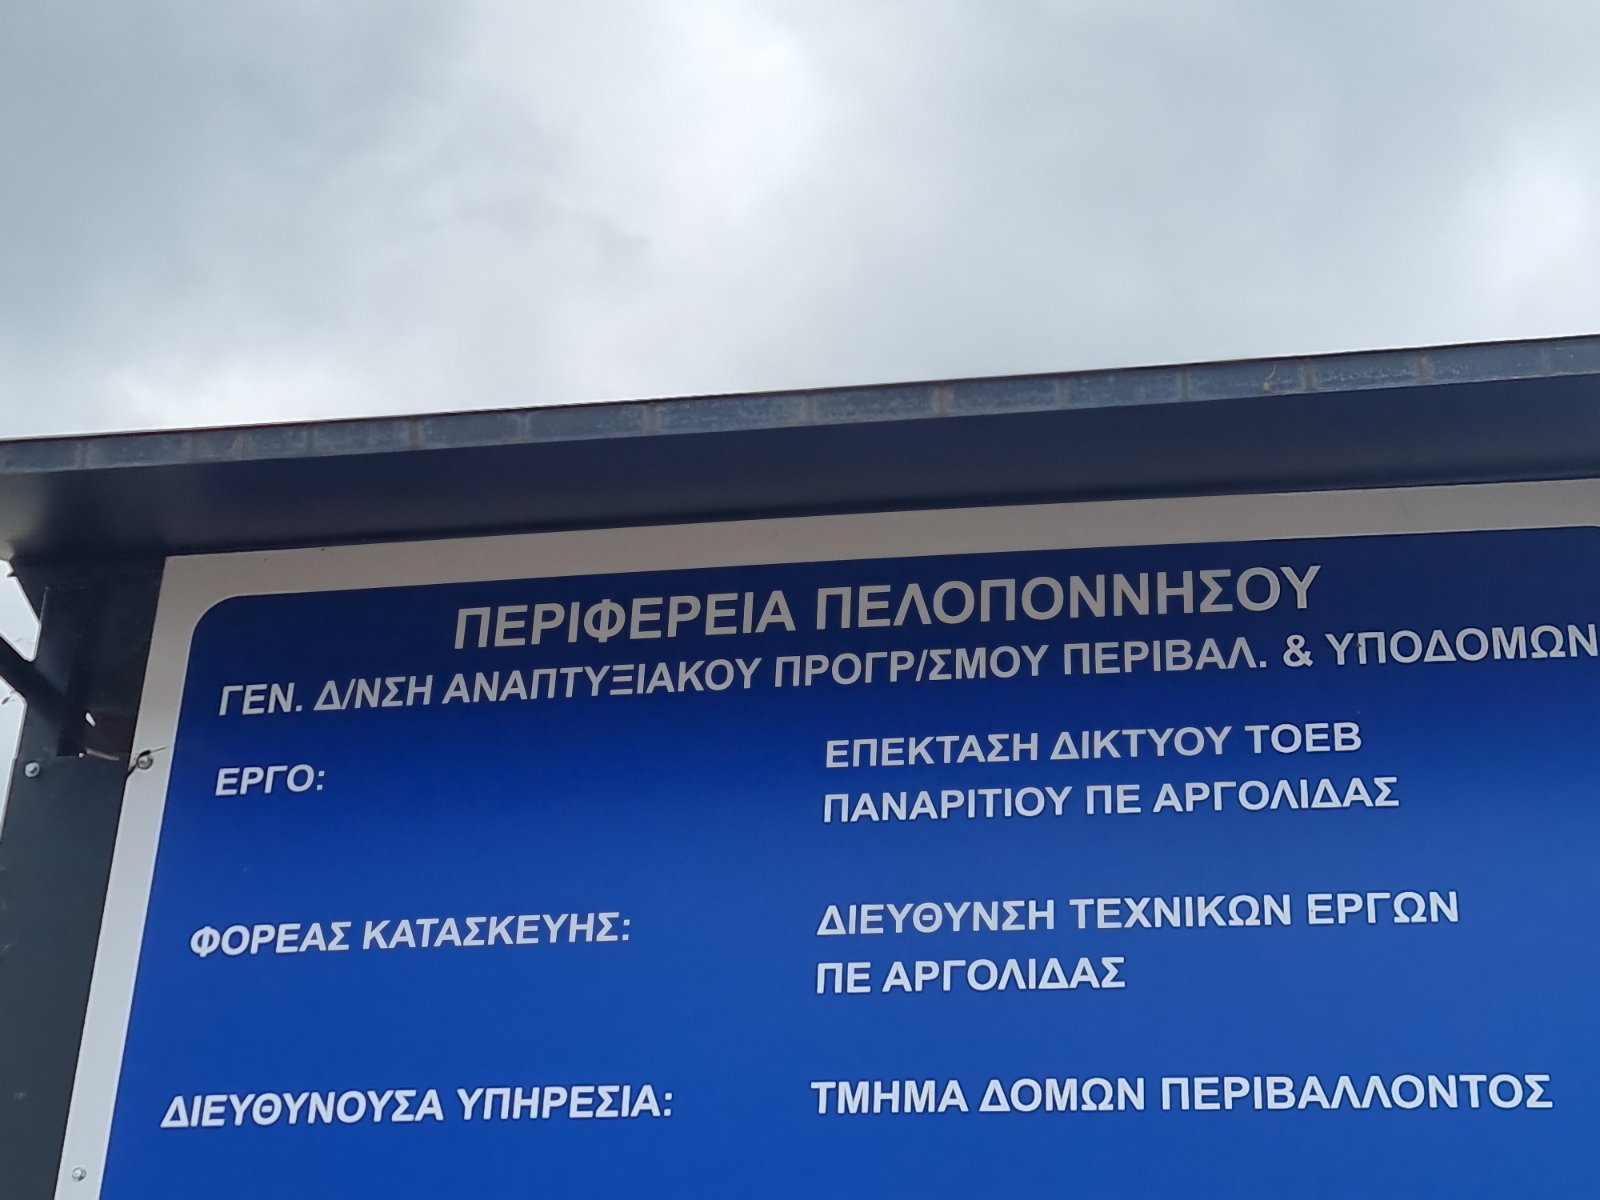 ΠΕΡΙΦΕΡΕΙΑ ΠΕΛΟΠΟΝΝΗΣΟΥ
ΓΕΝ. Δ/ΝΣΗ ΑΝΑΠΤΥΞΙΑΚΟΥ ΠΡΟΓΡ/ΣΜΟΥ ΠΕΡΙΒΑΛ. & ΥΠΟΔΟΜΩΝ
ΕΡΓΟ: ΕΠΕΚΤΑΣΗ ΔΙΚΤΥΟΥ ΤΟΕΒ
ΠΑΝΑΡΙΤΙΟΥ ΠΕ ΑΡΓΟΛΙΔΑΣ
ΦΟΡΕΑΣ ΚΑΤΑΣΚΕΥΗΣ: ΔΙΕΥΘΥΝΣΗ ΤΕΧΝΙΚΩΝ ΕΡΓΩΝ
ΠΕ ΑΡΓΟΛΙΔΑΣ
ΔΙΕΥΘΥΝΟΥΣΑ ΥΠΗΡΕΣΙΑ: ΤΜΗΜΑ ΔΟΜΩΝ ΠΕΡΙΒΑΛΛΟΝΤΟΣ